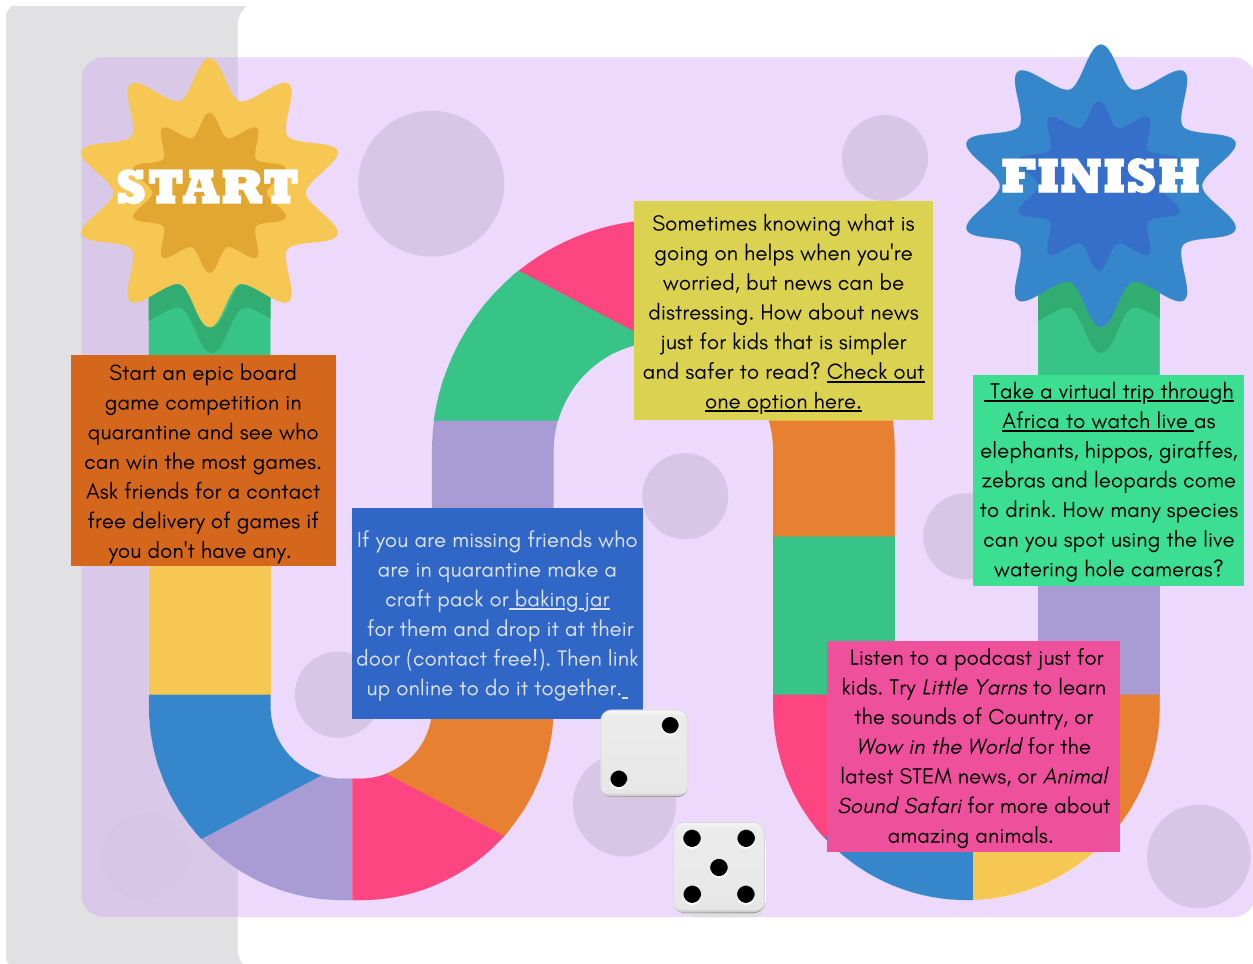 START
Start an epic board
game competition in
quarantine and see who
can win the most games.
Ask friends for a contact
free delivery of games if
you don't have any.
If you are missing friends who
are in quarantine make a
craft pack or baking jar
for them and drop it at their
door (contact free!). Then link
up online to do it together.
Sometimes knowing what is
going on helps when you're
worried, but news can be
distressing. How about news
just for kids that is simpler
and safer to read? Check out
one option here.
Listen to a podcast just for
kids. Try Little Yarns to learn
the sounds of Country, or
Wow in the World for the
latest STEM news, or Animal
Sound Safari for more about
amazing animals.
Take a virtual trip through
Africa to watch live as
elephants, hippos, giraffes,
zebras and leopards come
to drink. How many species
can you spot using the live
watering hole cameras?
FINISH